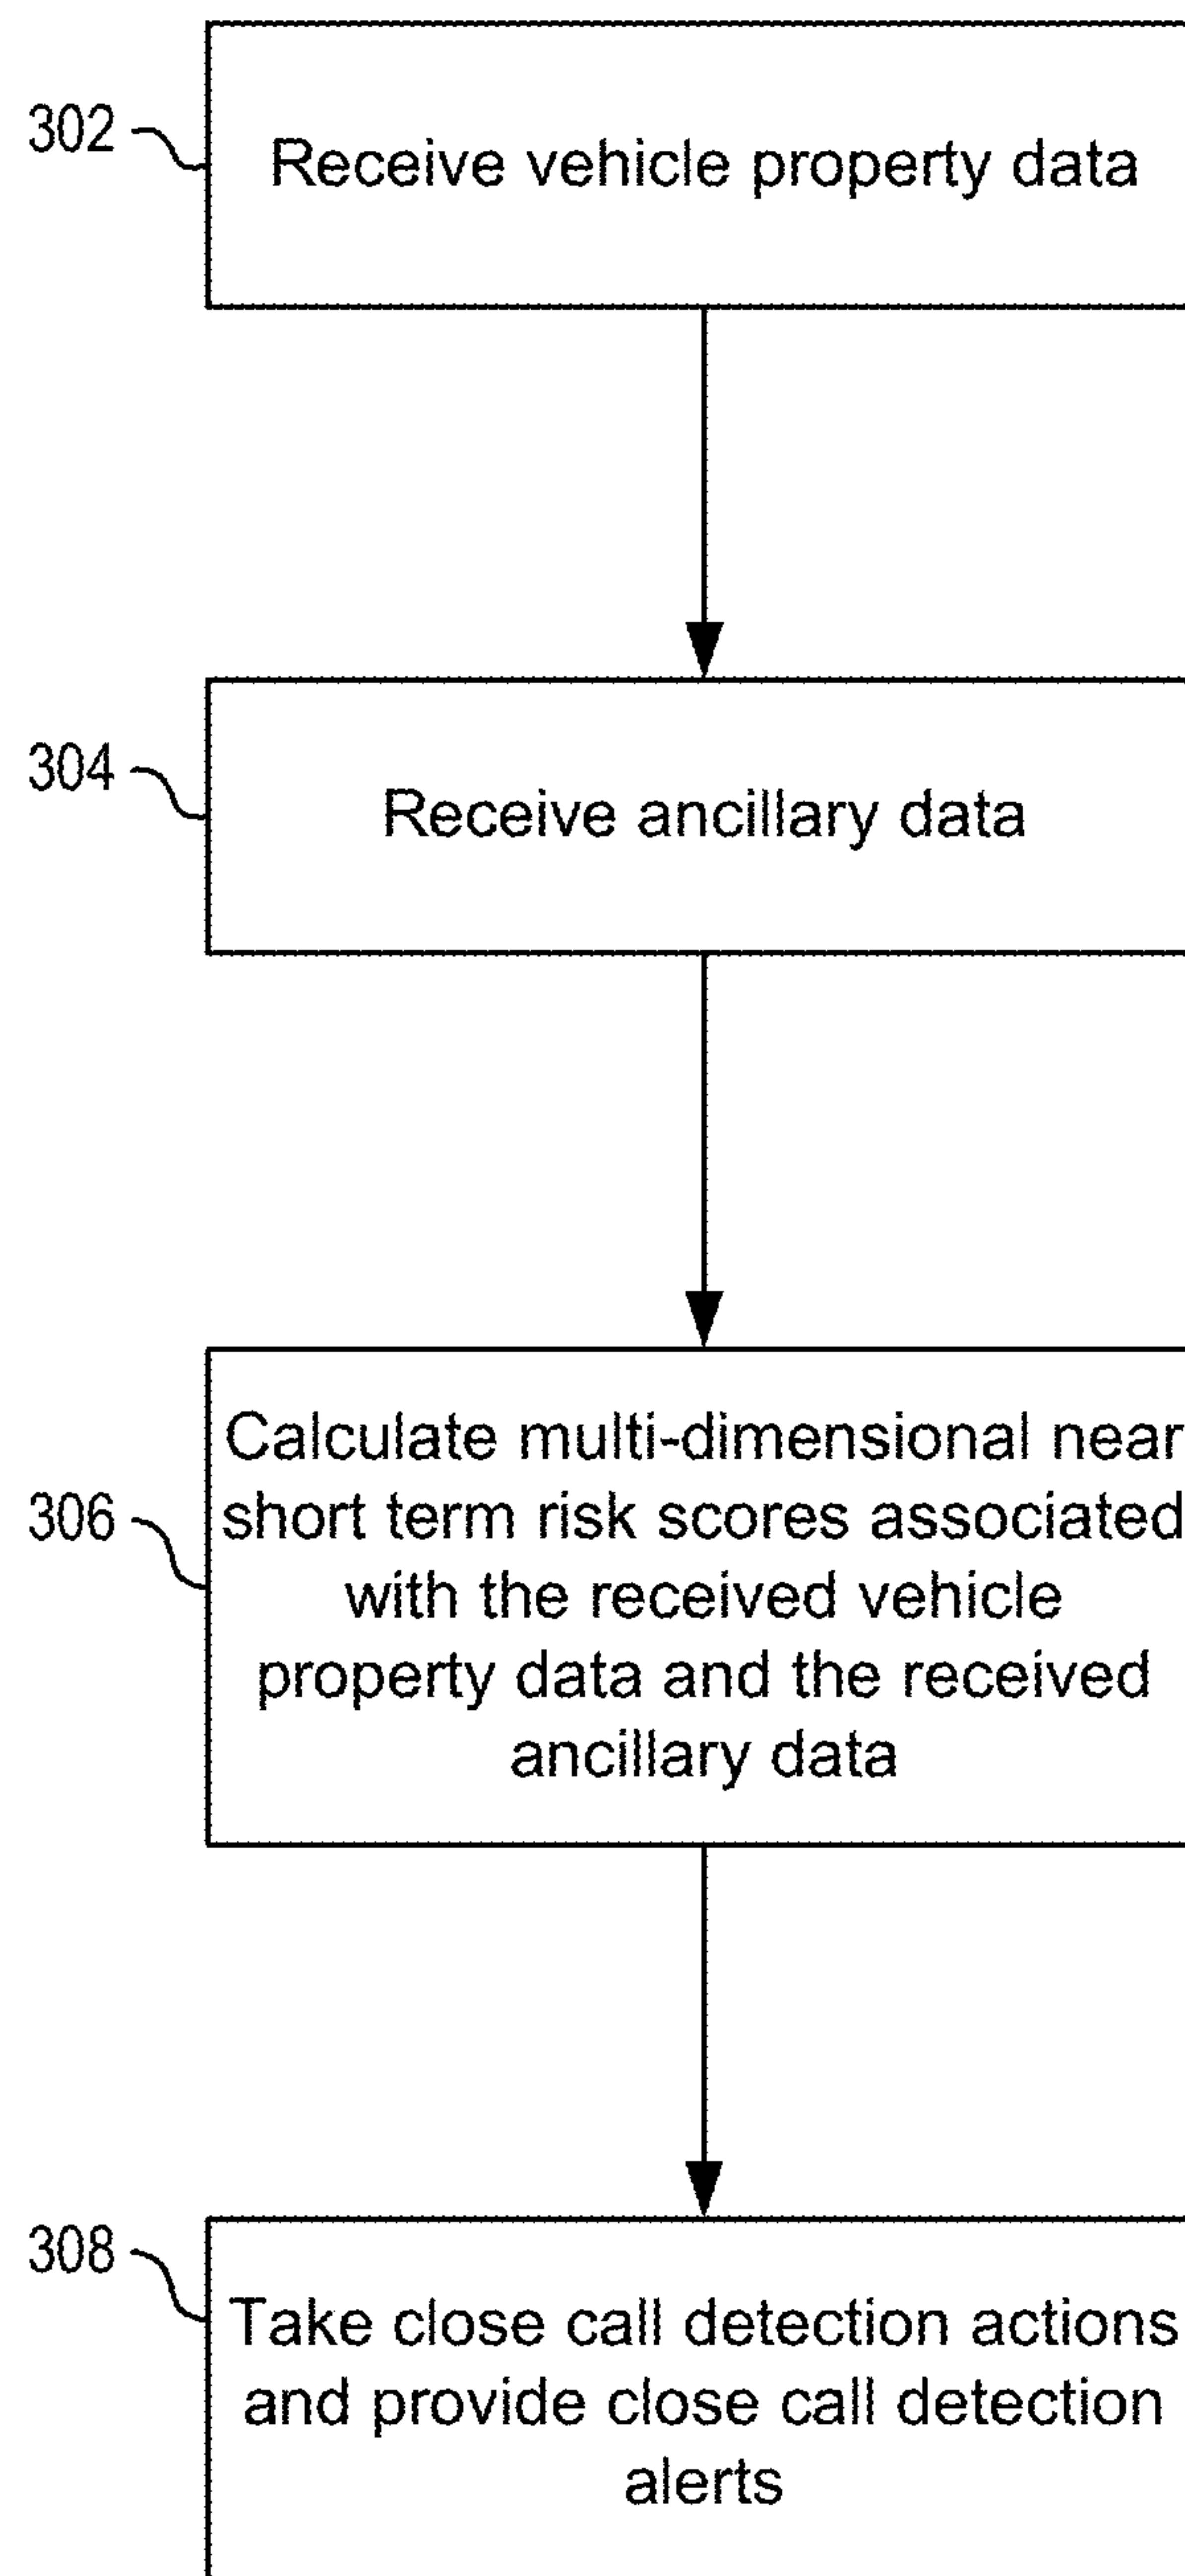 302
Receive vehicle property data
304
Receive ancillary data
306
Calculate multi-dimensional near
short term risk scores associated
with the received vehicle
property data and the received
ancillary data
308
Take close call detection actions
and provide close call detection
alerts